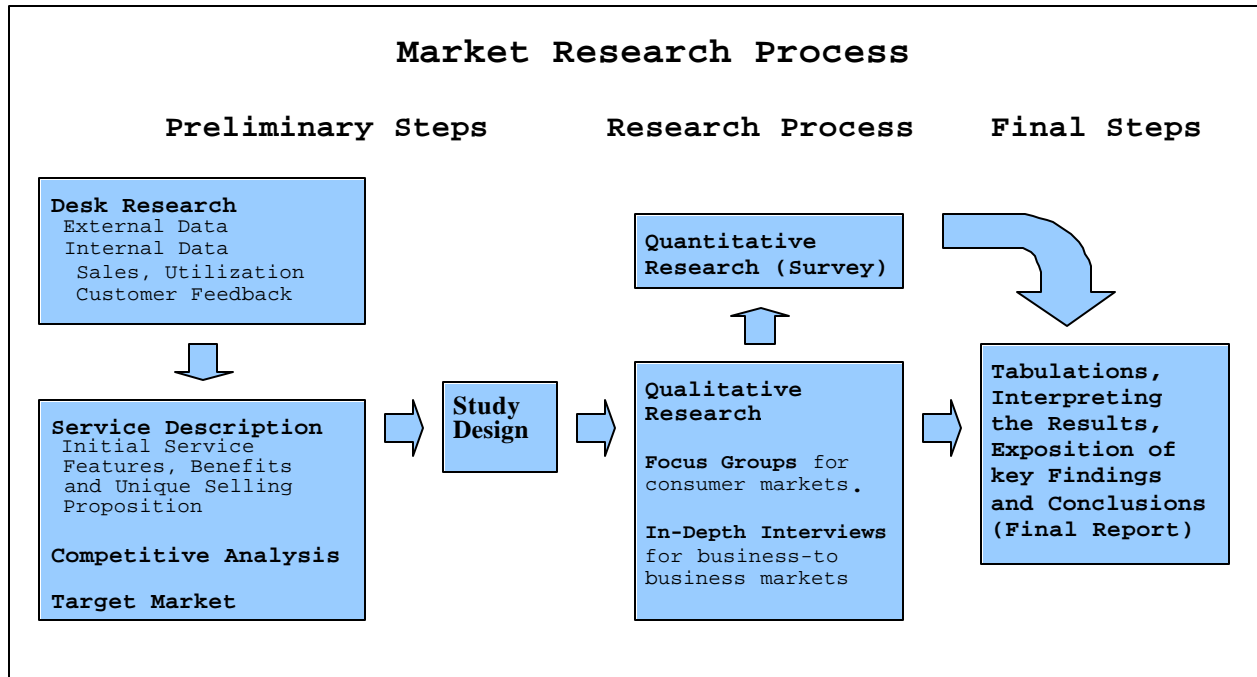 Market Research Process
Preliminary Steps
Research Process
Final Steps
Desk Research
External Data
Internal Data
Sales, Utilization
Customer Feedback
Service Description
Initial Service
Features, Benefits
and Unique Selling
Proposition
Competitive Analysis
Target Market
Study
Design
Quantitative
Research (Survey)
Qualitative
Research
Focus Groups for
consumer markets.
In-Depth Interviews
for business-to
business markets
Tabulations,
Interpreting
the Results,
Exposition of
key Findings
and Conclusions
(Final Report)